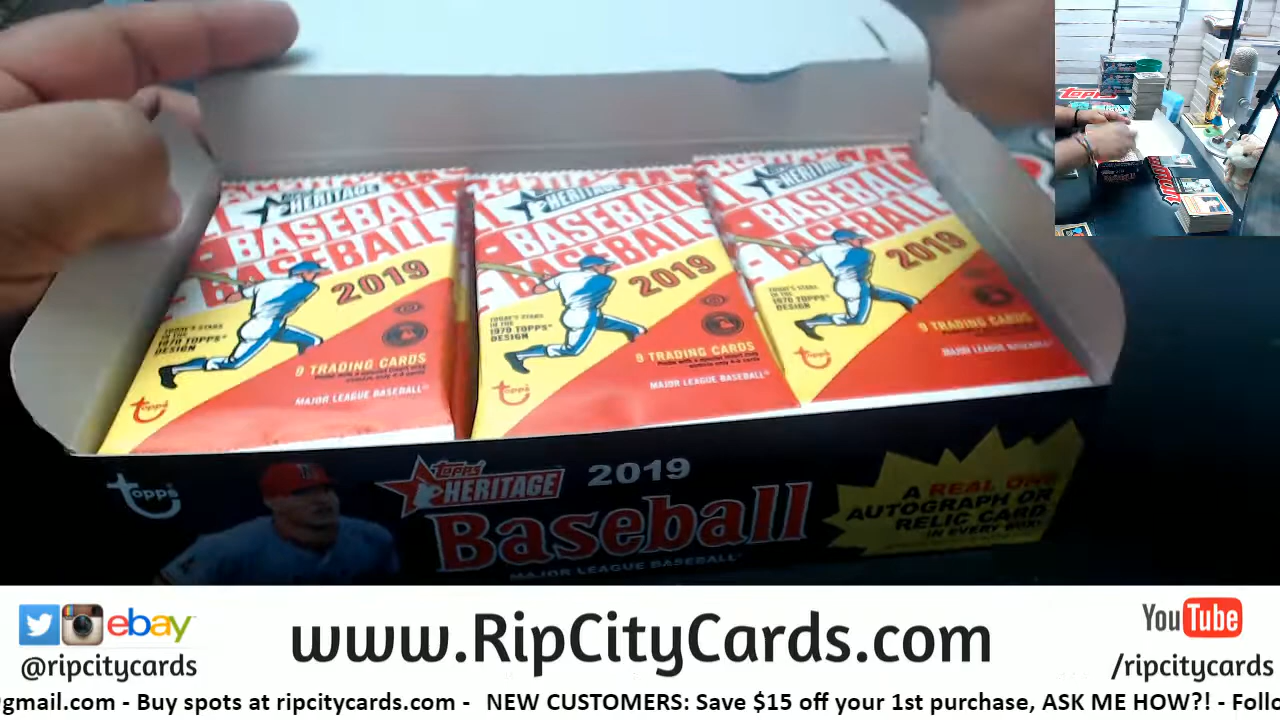 HERITAGE
BASEBALL
BASEBALL
2019
TODAY'S STARS
IN THE
1970 TOPPS®
DESIGN
9 TRADING CARDS
MAJOR LEAGUE BASEBALL®
topps
HERITAGE
BASEBALL
BASEBALL
2019
TODAY'S STARS
IN THE
1970 TOPPS®
DESIGN
9 TRADING CARDS
MAJOR LEAGUE BASEBALL®
topps
HERITAGE
BASEBALL
BASEBALL
2019
TODAY'S STARS
IN THE
1970 TOPPS®
DESIGN
9 TRADING CARDS
MAJOR LEAGUE BASEBALL®
topps
topps
topps
HERITAGE
2019
Baseball
MAJOR LEAGUE BASEBALL®
A REAL ONE
AUTOGRAPH OR
RELIC CARD
IN EVERY BOX!
topps
ebay
@ripcitycards
www.RipCityCards.com
YouTube
/ripcitycards
gmail.com - Buy spots at ripcitycards.com - NEW CUSTOMERS: Save $15 off your 1st purchase, ASK ME HOW?! - Follo